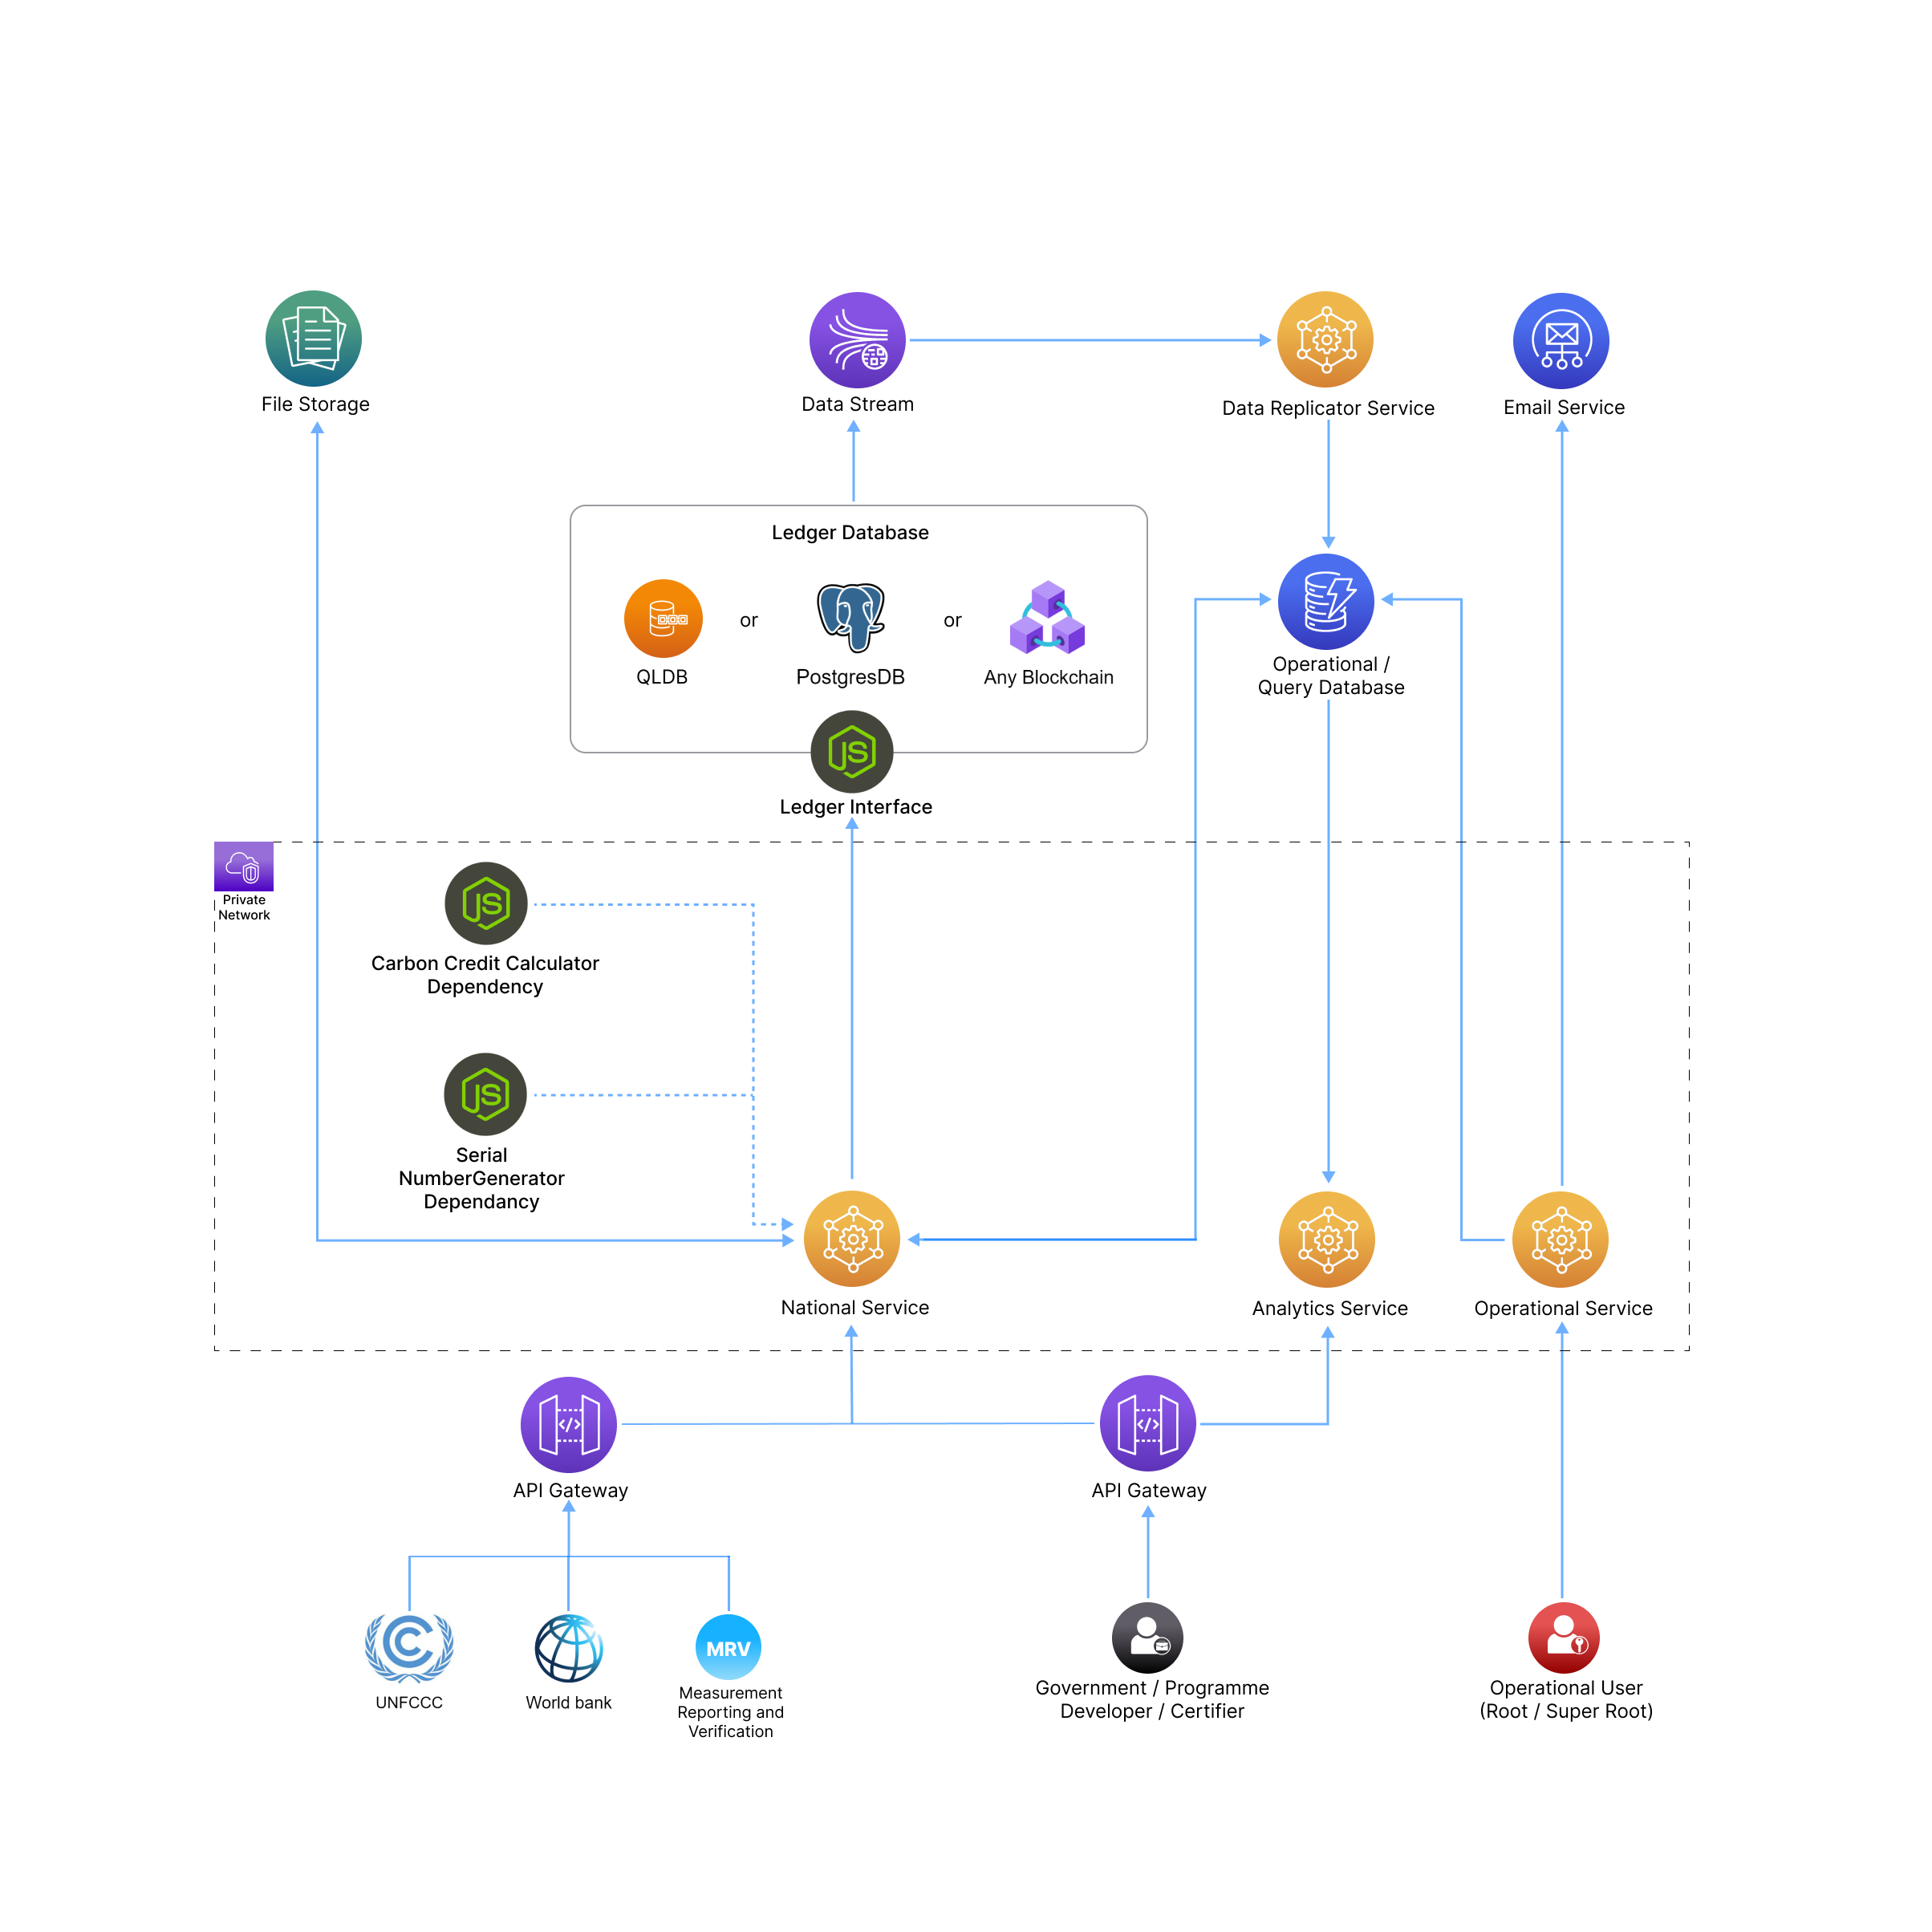 File Storage
Data Stream
Data Replicator Service
Email Service
Ledger Database
QLDB
or
PostgresDB
or
Any Blockchain
Operational /
Query Database
JS
Ledger Interface
Private
Network
JS
Carbon Credit Calculator
Dependency
JS
Serial
NumberGenerator
Dependancy
National Service
Analytics Service
Operational Service
</>
API Gateway
</>
API Gateway
UNFCCC
World bank
MRV
Measurement
Reporting and
Verification
Government / Programme
Developer / Certifier
Operational User
(Root / Super Root)